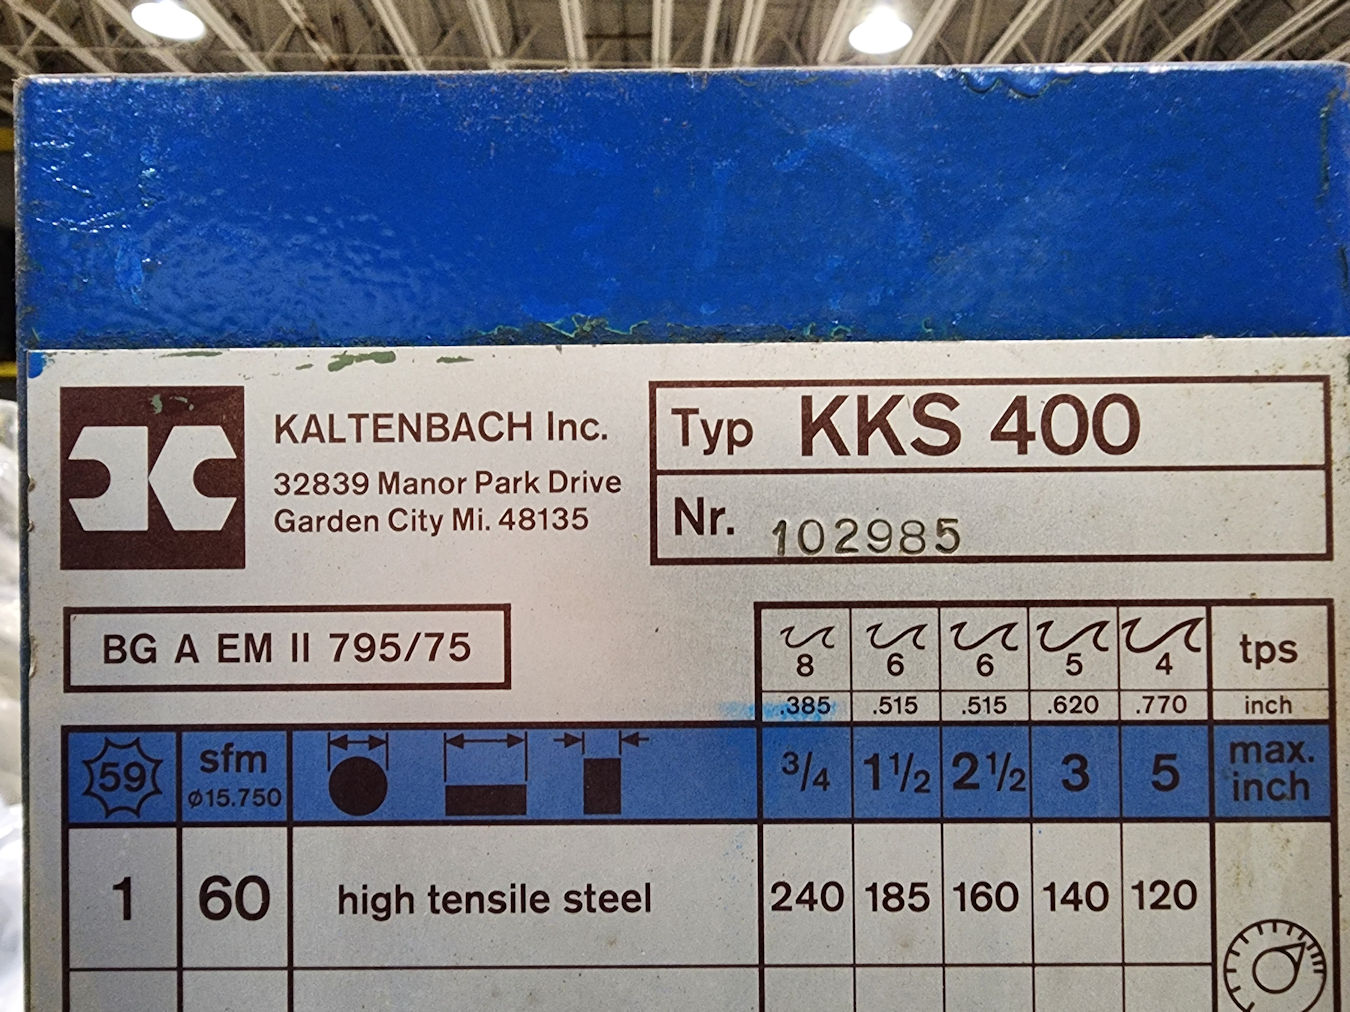 KALTENBACH Inc.
32839 Manor Park Drive
Garden City Mi. 48135
Typ KKS 400
Nr. 102985
BG A EM II 795/75
8 6 6 5 4 tps
.385 .515 .515 .620 .770 inch
59 sfm ø15.750 3/4 1 1/2 2 1/2 3 5 max. inch
1 60 high tensile steel 240 185 160 140 120